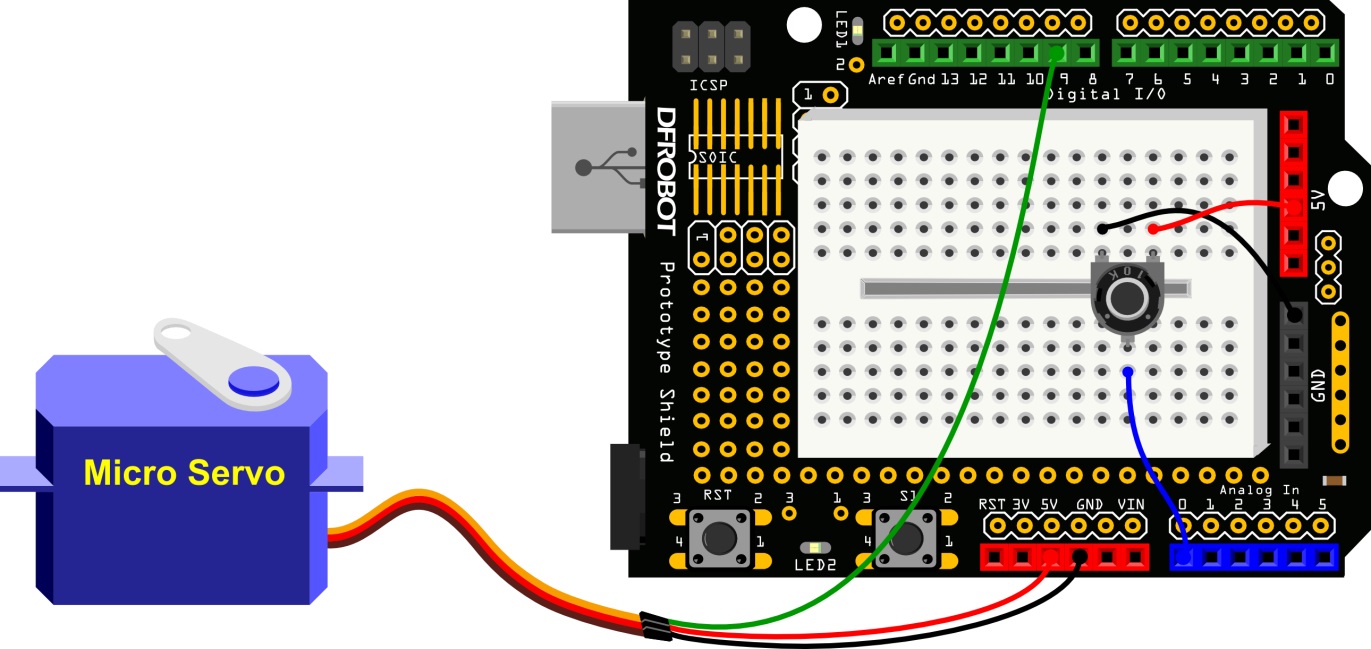 LED1
2
Aref Gnd 13 12 11 10 9 8 7 6 5 4 3 2 1 0
Digital I/O
ICSP
1
SOIC
DFROBOT
1
Prototype Shield
5V
10K
GND
Micro Servo
Analog In
3 RST 2 3 1 3 S1 2
RST 3V 5V GND VIN 0 1 2 3 4 5
4 1 4 1
LED2